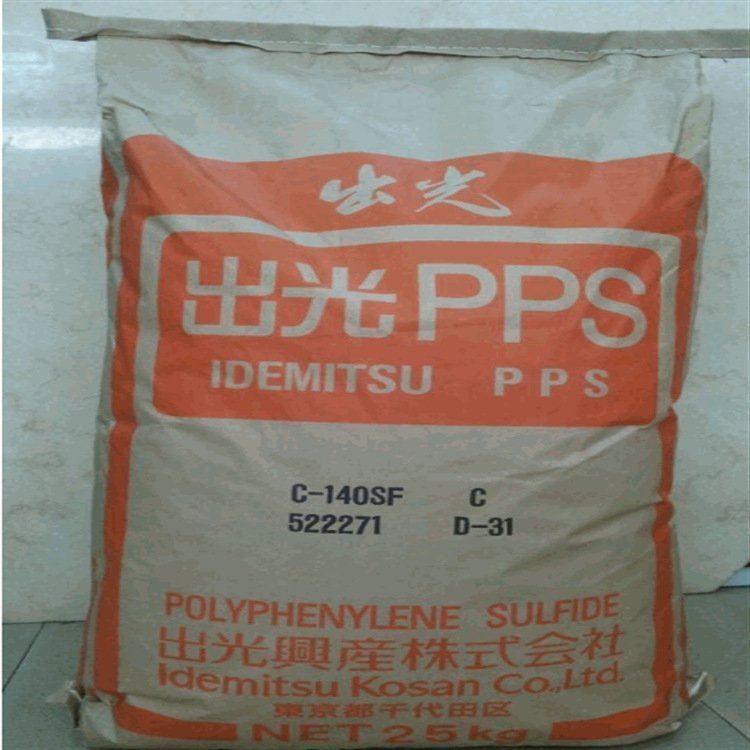 出光
出光PPS
IDEMITSU PPS
C-140SF C
522271 D-31
POLYPHENYLENE SULFIDE
出光興産株式会社
Idemitsu Kosan Co.,Ltd.
東京都千代田区
NET 25kg